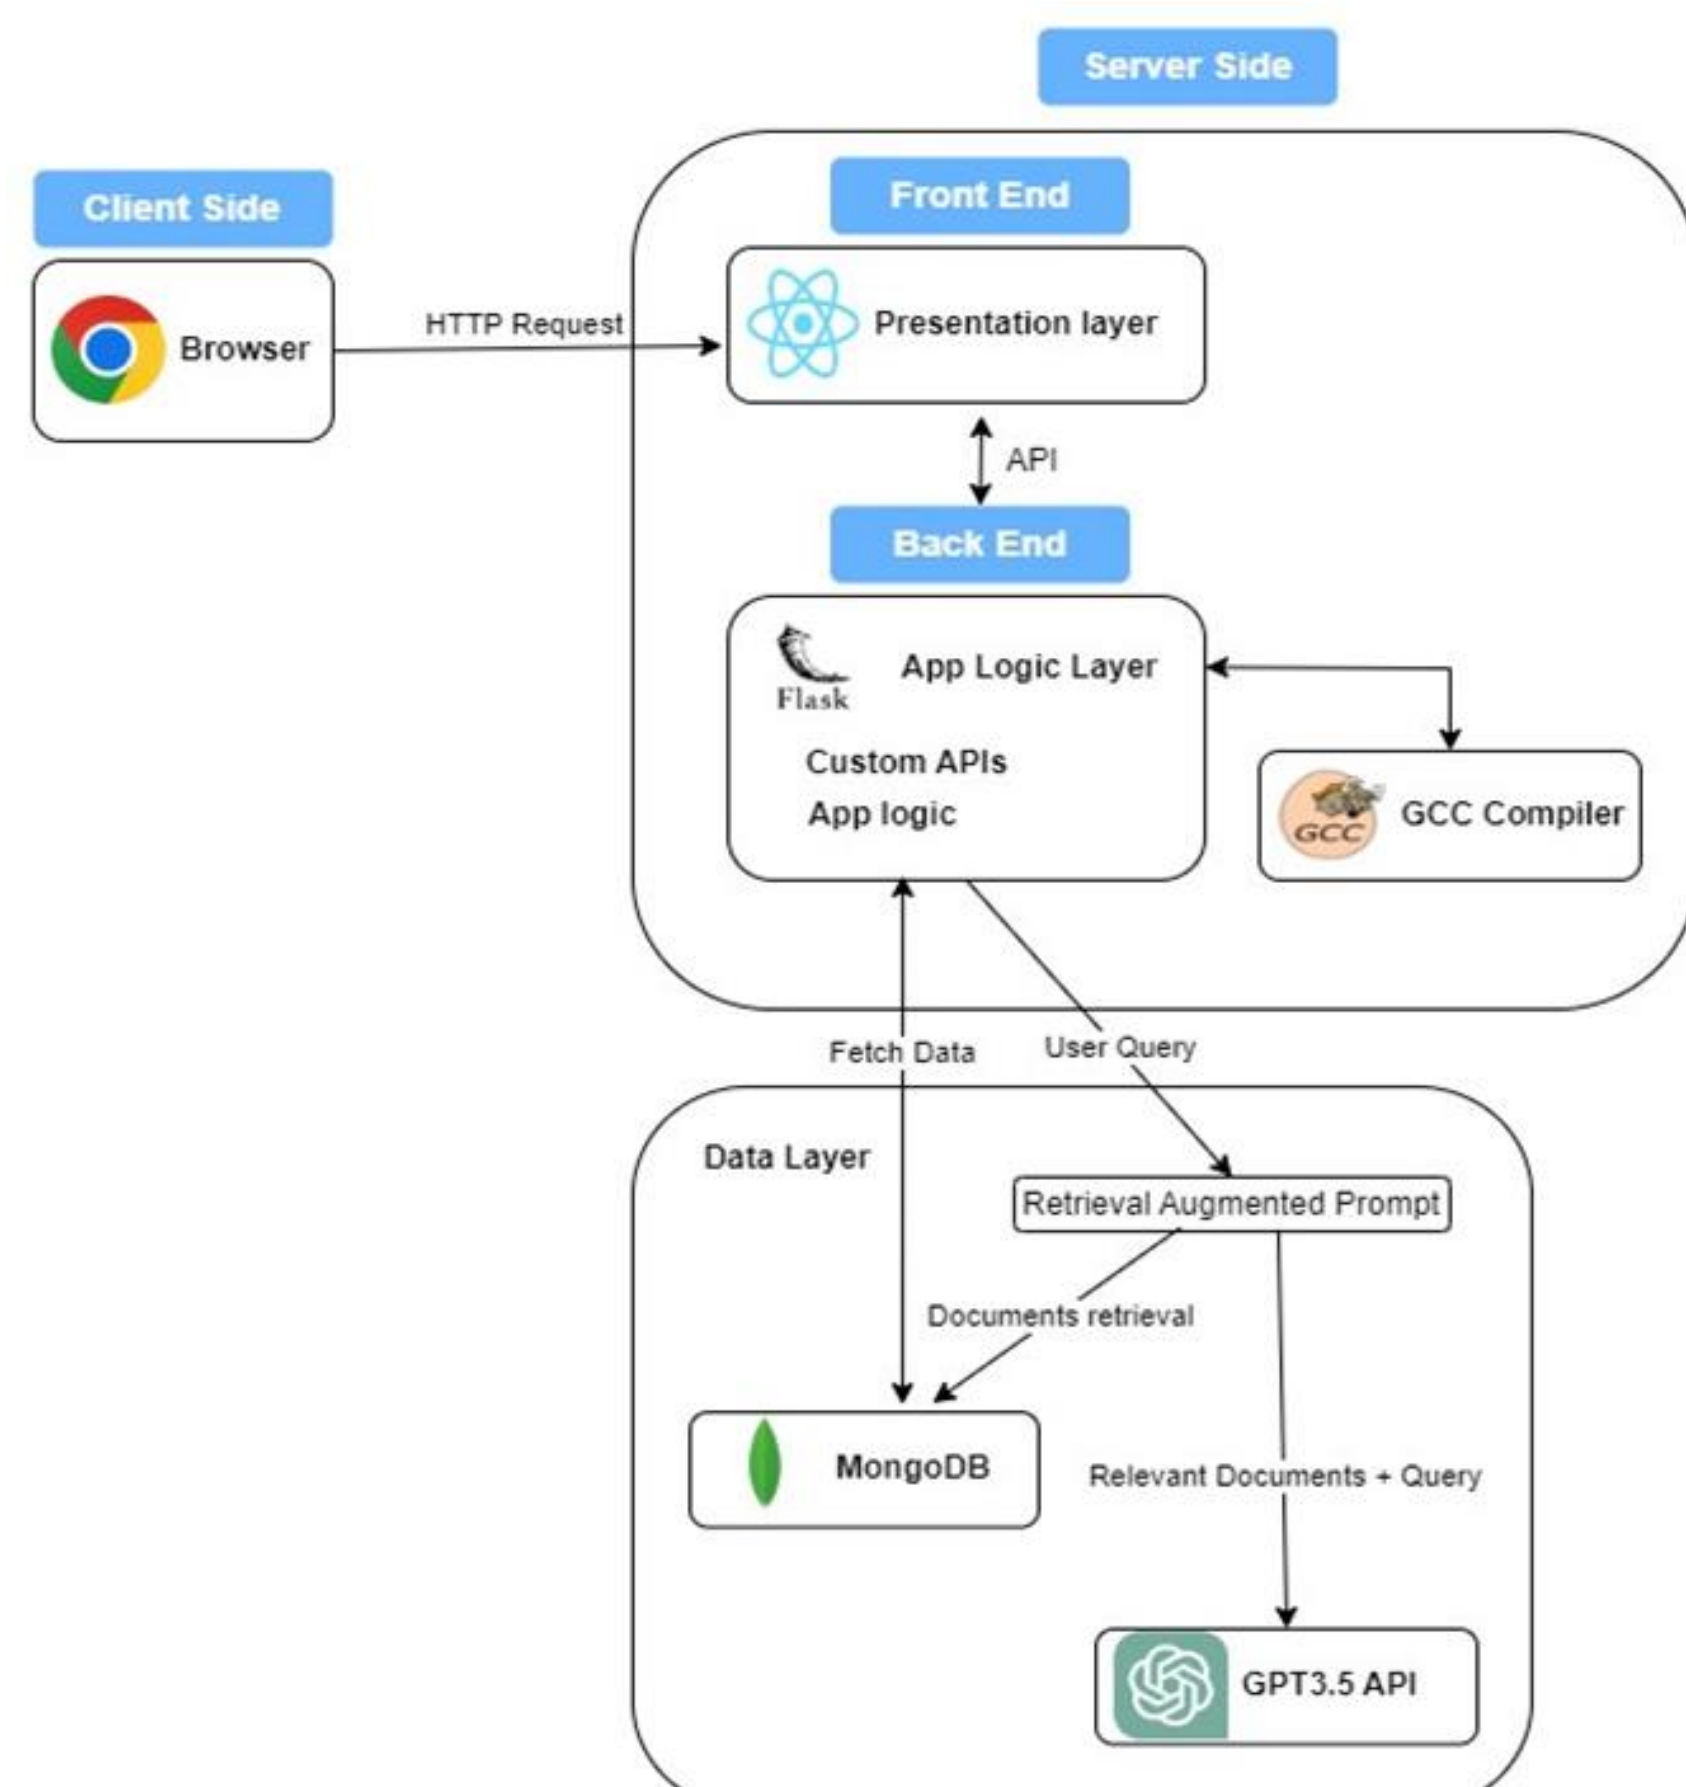 Server Side
Client Side
Front End
Browser
HTTP Request
Presentation layer
API
Back End
Flask
App Logic Layer
Custom APIs
App logic
GCC
GCC Compiler
Fetch Data
User Query
Data Layer
Retrieval Augmented Prompt
Documents retrieval
MongoDB
Relevant Documents + Query
GPT3.5 API